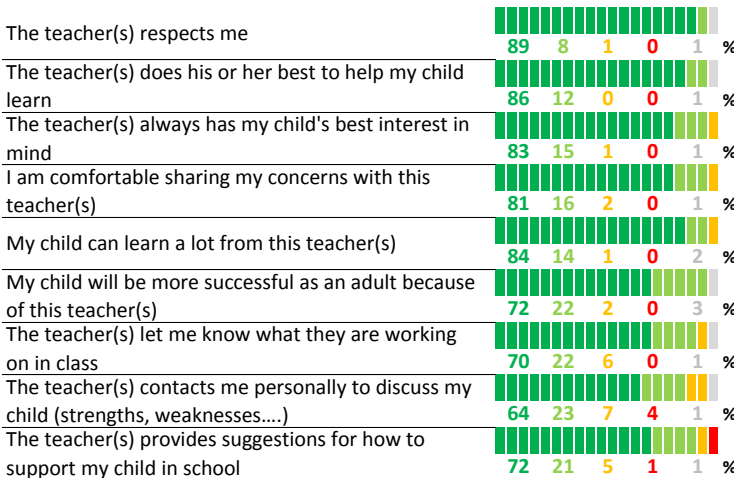 The teacher(s) respects me
89 8 1 0 1 %
The teacher(s) does his or her best to help my child
learn
86 12 0 0 1 %
The teacher(s) always has my child's best interest in
mind
83 15 1 0 1 %
I am comfortable sharing my concerns with this
teacher(s)
81 16 2 0 1 %
My child can learn a lot from this teacher(s)
84 14 1 0 2 %
My child will be more successful as an adult because
of this teacher(s)
72 22 2 0 3 %
The teacher(s) let me know what they are working
on in class
70 22 6 0 1 %
The teacher(s) contacts me personally to discuss my
child (strengths, weaknesses....)
64 23 7 4 1 %
The teacher(s) provides suggestions for how to
support my child in school
72 21 5 1 1 %